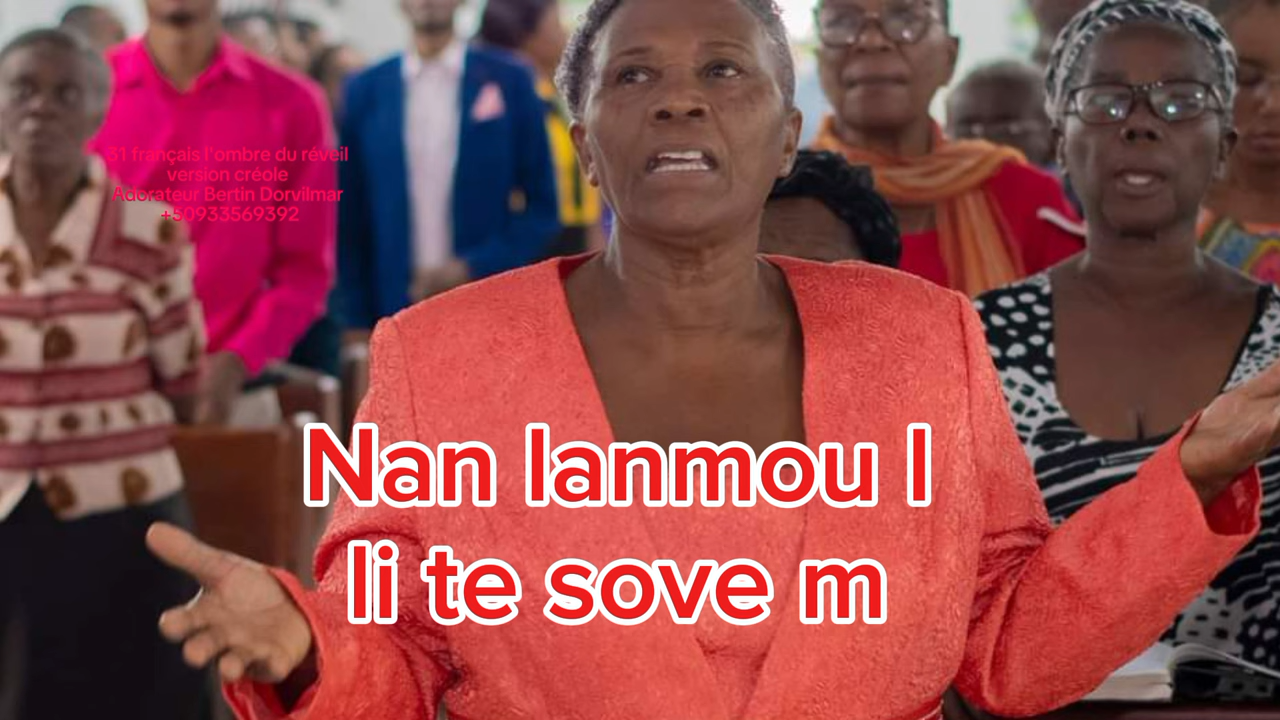 31 français l'ombre du réveil
version créole
Adorateur Bertin Dorvilmar
+50933569392
Nan lanmou l
li te sove m